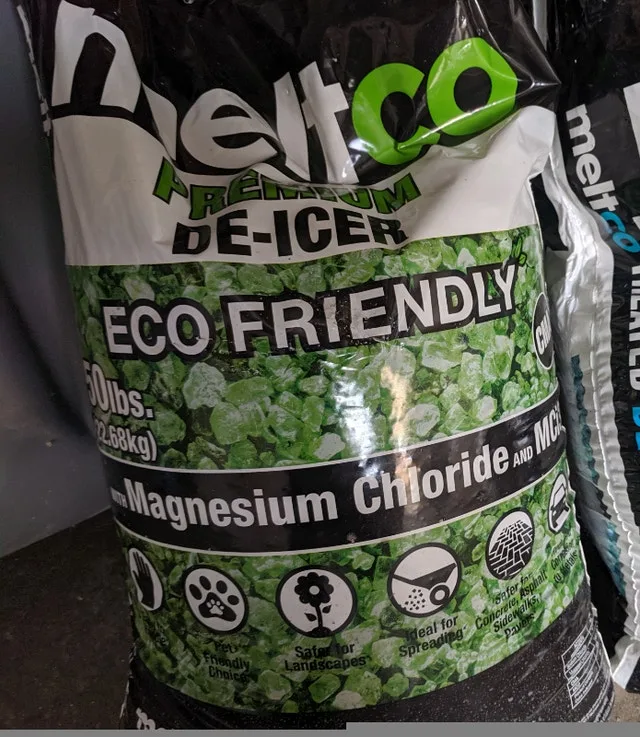 meltco
PREMIUM
DE-ICER
ECO FRIENDLY
50lbs.
22.68kg)
WITH Magnesium Chloride AND
Pet
Friendly
Choice
Safer for
Landscapes
Ideal for
Spreading
Safer for
Concrete, Asphalt
Sidewalks,
Pavers
meltco